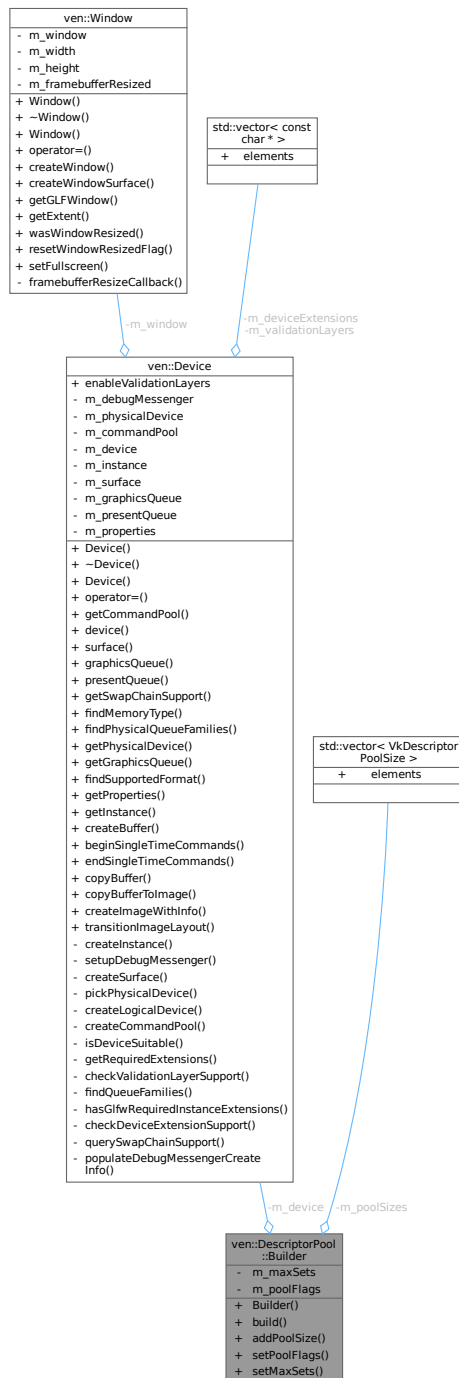 ven::Window
- m_window
- m_width
- m_height
- m_framebufferResized
+ Window()
+ ~Window()
+ Window()
+ operator=()
+ createWindow()
+ createWindowSurface()
+ getGLFWindow()
+ getExtent()
+ wasWindowResized()
+ resetWindowResizedFlag()
+ setFullscreen()
- framebufferResizeCallback()
std::vector< const
char * >
+ elements
-m_window
-m_deviceExtensions
-m_validationLayers
ven::Device
+ enableValidationLayers
- m_debugMessenger
- m_physicalDevice
- m_commandPool
- m_device
- m_instance
- m_surface
- m_graphicsQueue
- m_presentQueue
- m_properties
+ Device()
+ ~Device()
+ Device()
+ operator=()
+ getCommandPool()
+ device()
+ surface()
+ graphicsQueue()
+ presentQueue()
+ getSwapChainSupport()
+ findMemoryType()
+ findPhysicalQueueFamilies()
+ getPhysicalDevice()
+ getGraphicsQueue()
+ findSupportedFormat()
+ getProperties()
+ getInstance()
+ createBuffer()
+ beginSingleTimeCommands()
+ endSingleTimeCommands()
+ copyBuffer()
+ copyBufferToImage()
+ createImageWithInfo()
+ transitionImageLayout()
- createInstance()
- setupDebugMessenger()
- createSurface()
- pickPhysicalDevice()
- createLogicalDevice()
- createCommandPool()
- isDeviceSuitable()
- getRequiredExtensions()
- checkValidationLayerSupport()
- findQueueFamilies()
- hasGlfwRequiredInstanceExtensions()
- checkDeviceExtensionSupport()
- querySwapChainSupport()
- populateDebugMessengerCreate
Info()
std::vector< VkDescriptor
PoolSize >
+ elements
-m_device
-m_poolSizes
ven::DescriptorPool
::Builder
- m_maxSets
- m_poolFlags
+ Builder()
+ build()
+ addPoolSize()
+ setPoolFlags()
+ setMaxSets()